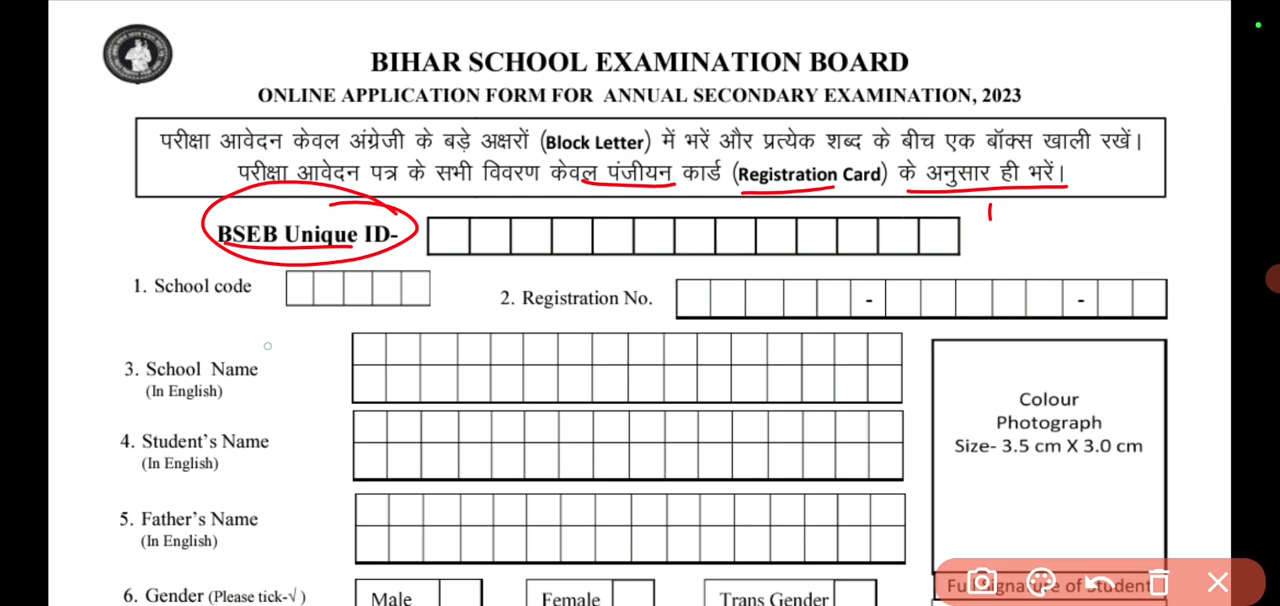 BIHAR SCHOOL EXAMINATION BOARD
ONLINE APPLICATION FORM FOR ANNUAL SECONDARY EXAMINATION, 2023
परीक्षा आवेदन केवल अंग्रेजी के बड़े अक्षरों (Block Letter) में भरें और प्रत्येक शब्द के बीच एक बॉक्स खाली रखें।
परीक्षा आवेदन पत्र के सभी विवरण केवल पंजीयन कार्ड (Registration Card) के अनुसार ही भरें।
BSEB Unique ID-
1. School code
2. Registration No. - -
3. School Name
(In English)
4. Student's Name
(In English)
5. Father's Name
(In English)
Colour
Photograph
Size- 3.5 cm X 3.0 cm
Full Signature of Student
6. Gender (Please tick-√ ) Male Female Trans Gender